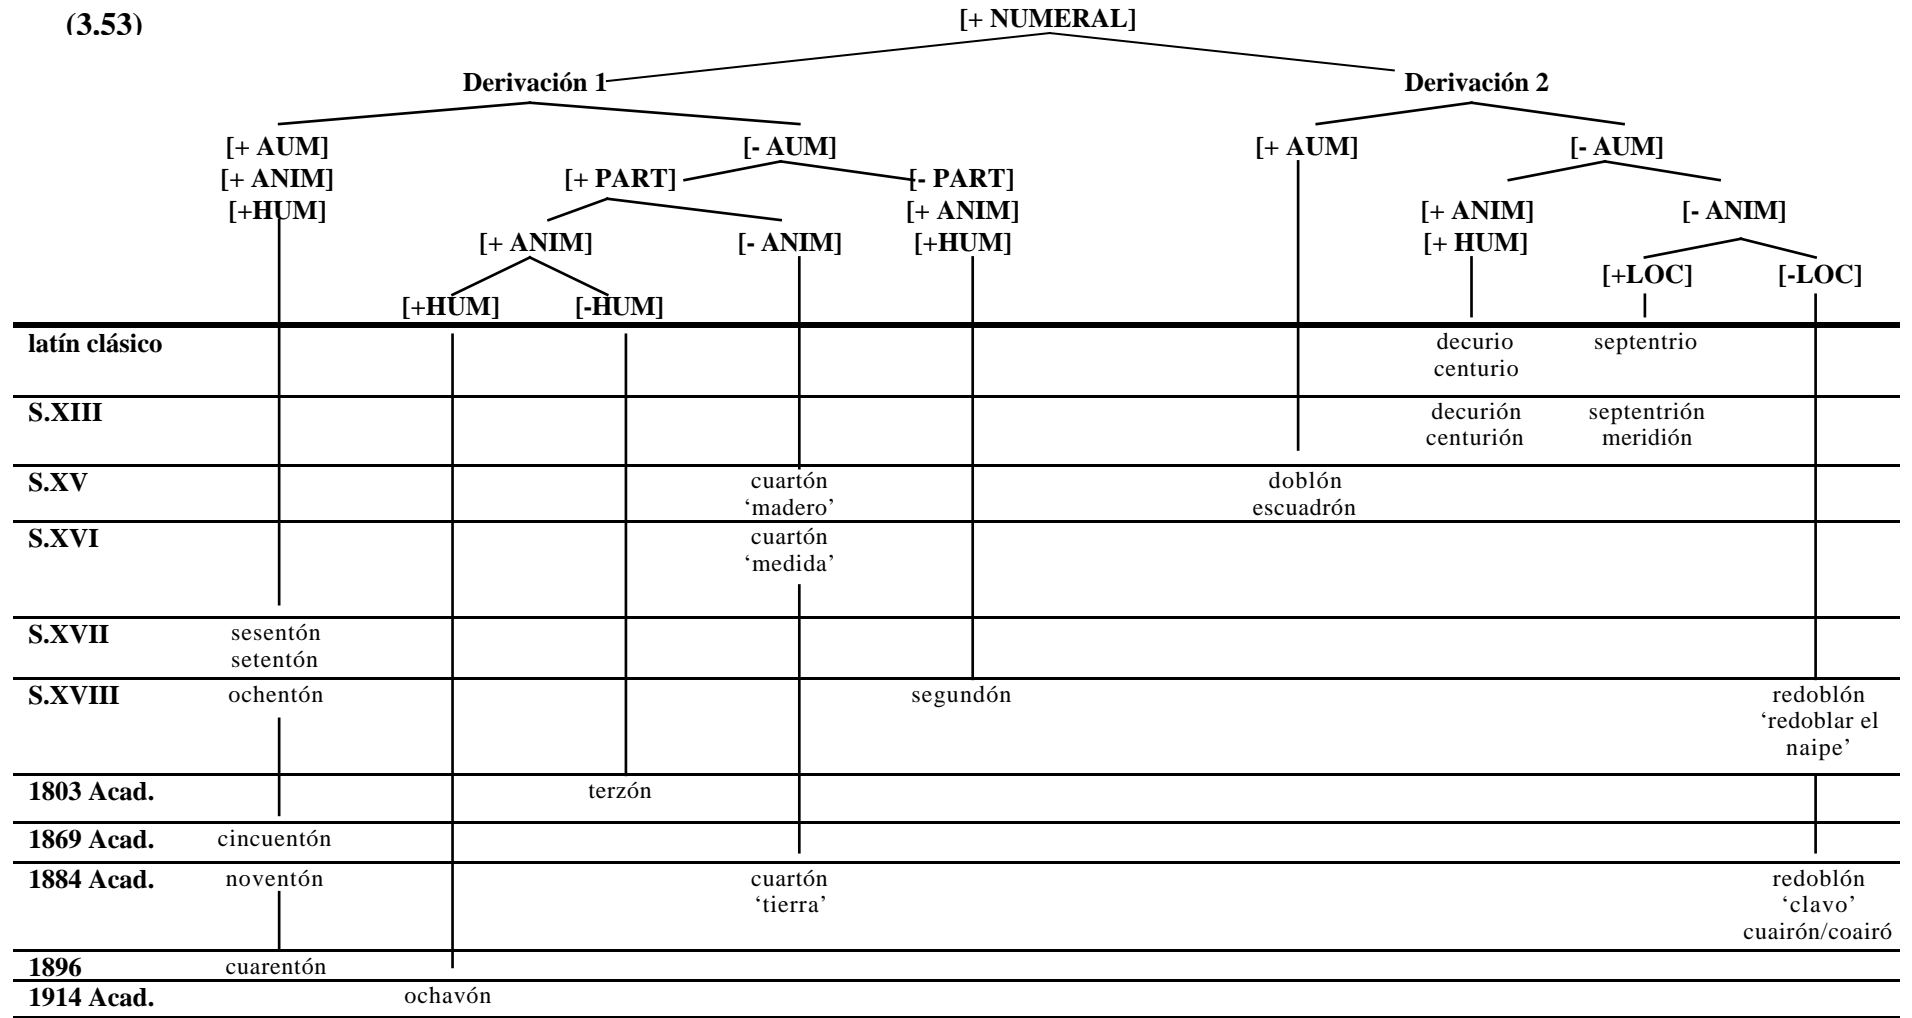 (3.53)
[+ NUMERAL]
Derivación 1 Derivación 2
[+ AUM] [- AUM] [+ AUM] [- AUM]
[+ ANIM] [+ PART] [- PART]
[+HUM] [+ ANIM] [+ ANIM] [- ANIM]
[+ ANIM] [- ANIM] [+HUM] [+ HUM]
[+LOC] [-LOC]
[+HUM] [-HUM]
latín clásico decurio septentrio
centurio
S.XIII decurión septentrión
centurión meridión
S.XV cuartón doblón
‘madero’ escuadrón
S.XVI cuartón
‘medida’
S.XVII sesentón
setentón
S.XVIII ochentón segundón redoblón
‘redoblar el
naipe’
1803 Acad. terzón
1869 Acad. cincuentón
1884 Acad. noventón cuartón redoblón
‘tierra’ ‘clavo’
cuairón/coairó
1896 cuarentón
1914 Acad. ochavón